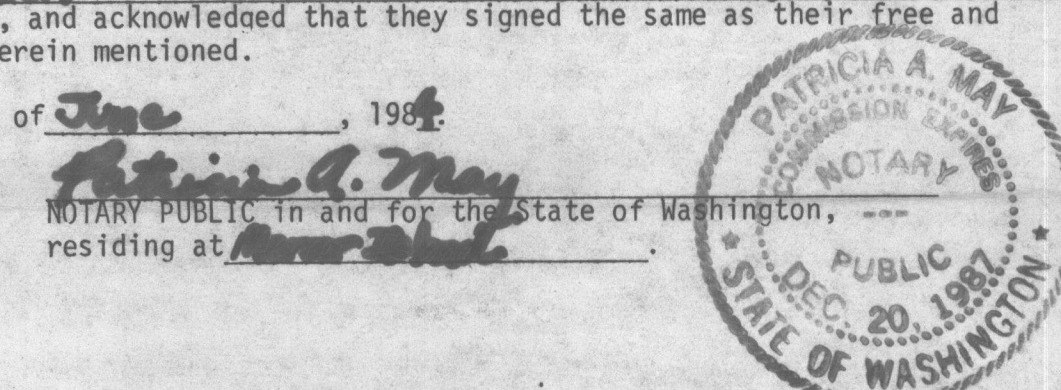 , and acknowledged that they signed the same as their free and
erein mentioned.
of June, 1984.
Patricia A. May
NOTARY PUBLIC in and for the State of Washington,
residing at Mercer Island.
PATRICIA A. MAY
COMMISSION EXPIRES
NOTARY
---
PUBLIC
DEC. 20, 1987
STATE OF WASHINGTON